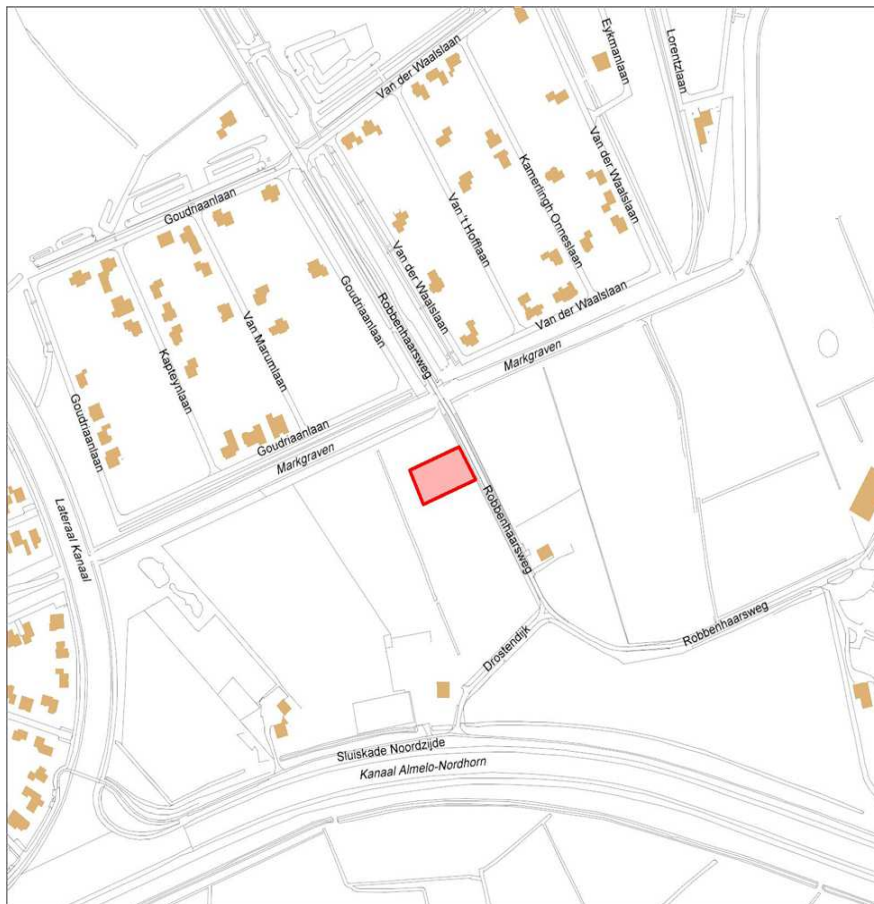 Van der Waalslaan
Eykmanlaan
Lorentzlaan
Goudriaanlaan
Van 't Hofflaan
Kamerlingh Onneslaan
Van der Waalslaan
Van der Waalslaan
Goudriaanlaan
Robbenhaarsweg
Van der Waalslaan
Van Marumlaan
Kapteynlaan
Markgraven
Goudriaanlaan
Goudriaanlaan
Markgraven
Lateraal Kanaal
Robbenhaarsweg
Robbenhaarsweg
Drostendijk
Sluiskade Noordzijde
Kanaal Almelo-Nordhorn